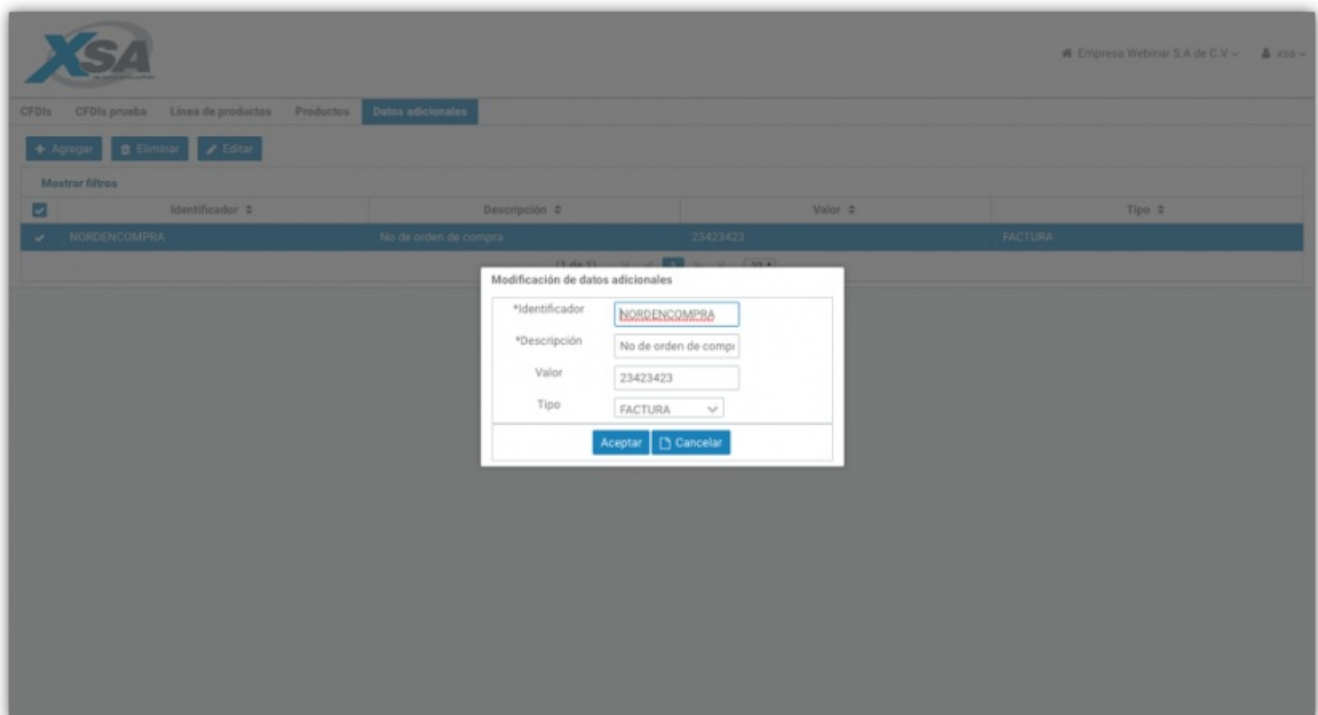 XSA
Empresa Webinar S.A de C.V xsa
CFDIs CFDIs prueba Línea de productos Productos Datos adicionales
Agregar Eliminar Editar
Mostrar filtros
Identificador Descripción Valor Tipo
NORDENCOMPRA No de orden de compra 23423423 FACTURA
(1 de 1) 1 10
Modificación de datos adicionales
*Identificador NORDENCOMPRA
*Descripción No de orden de compr
Valor 23423423
Tipo FACTURA
Aceptar Cancelar